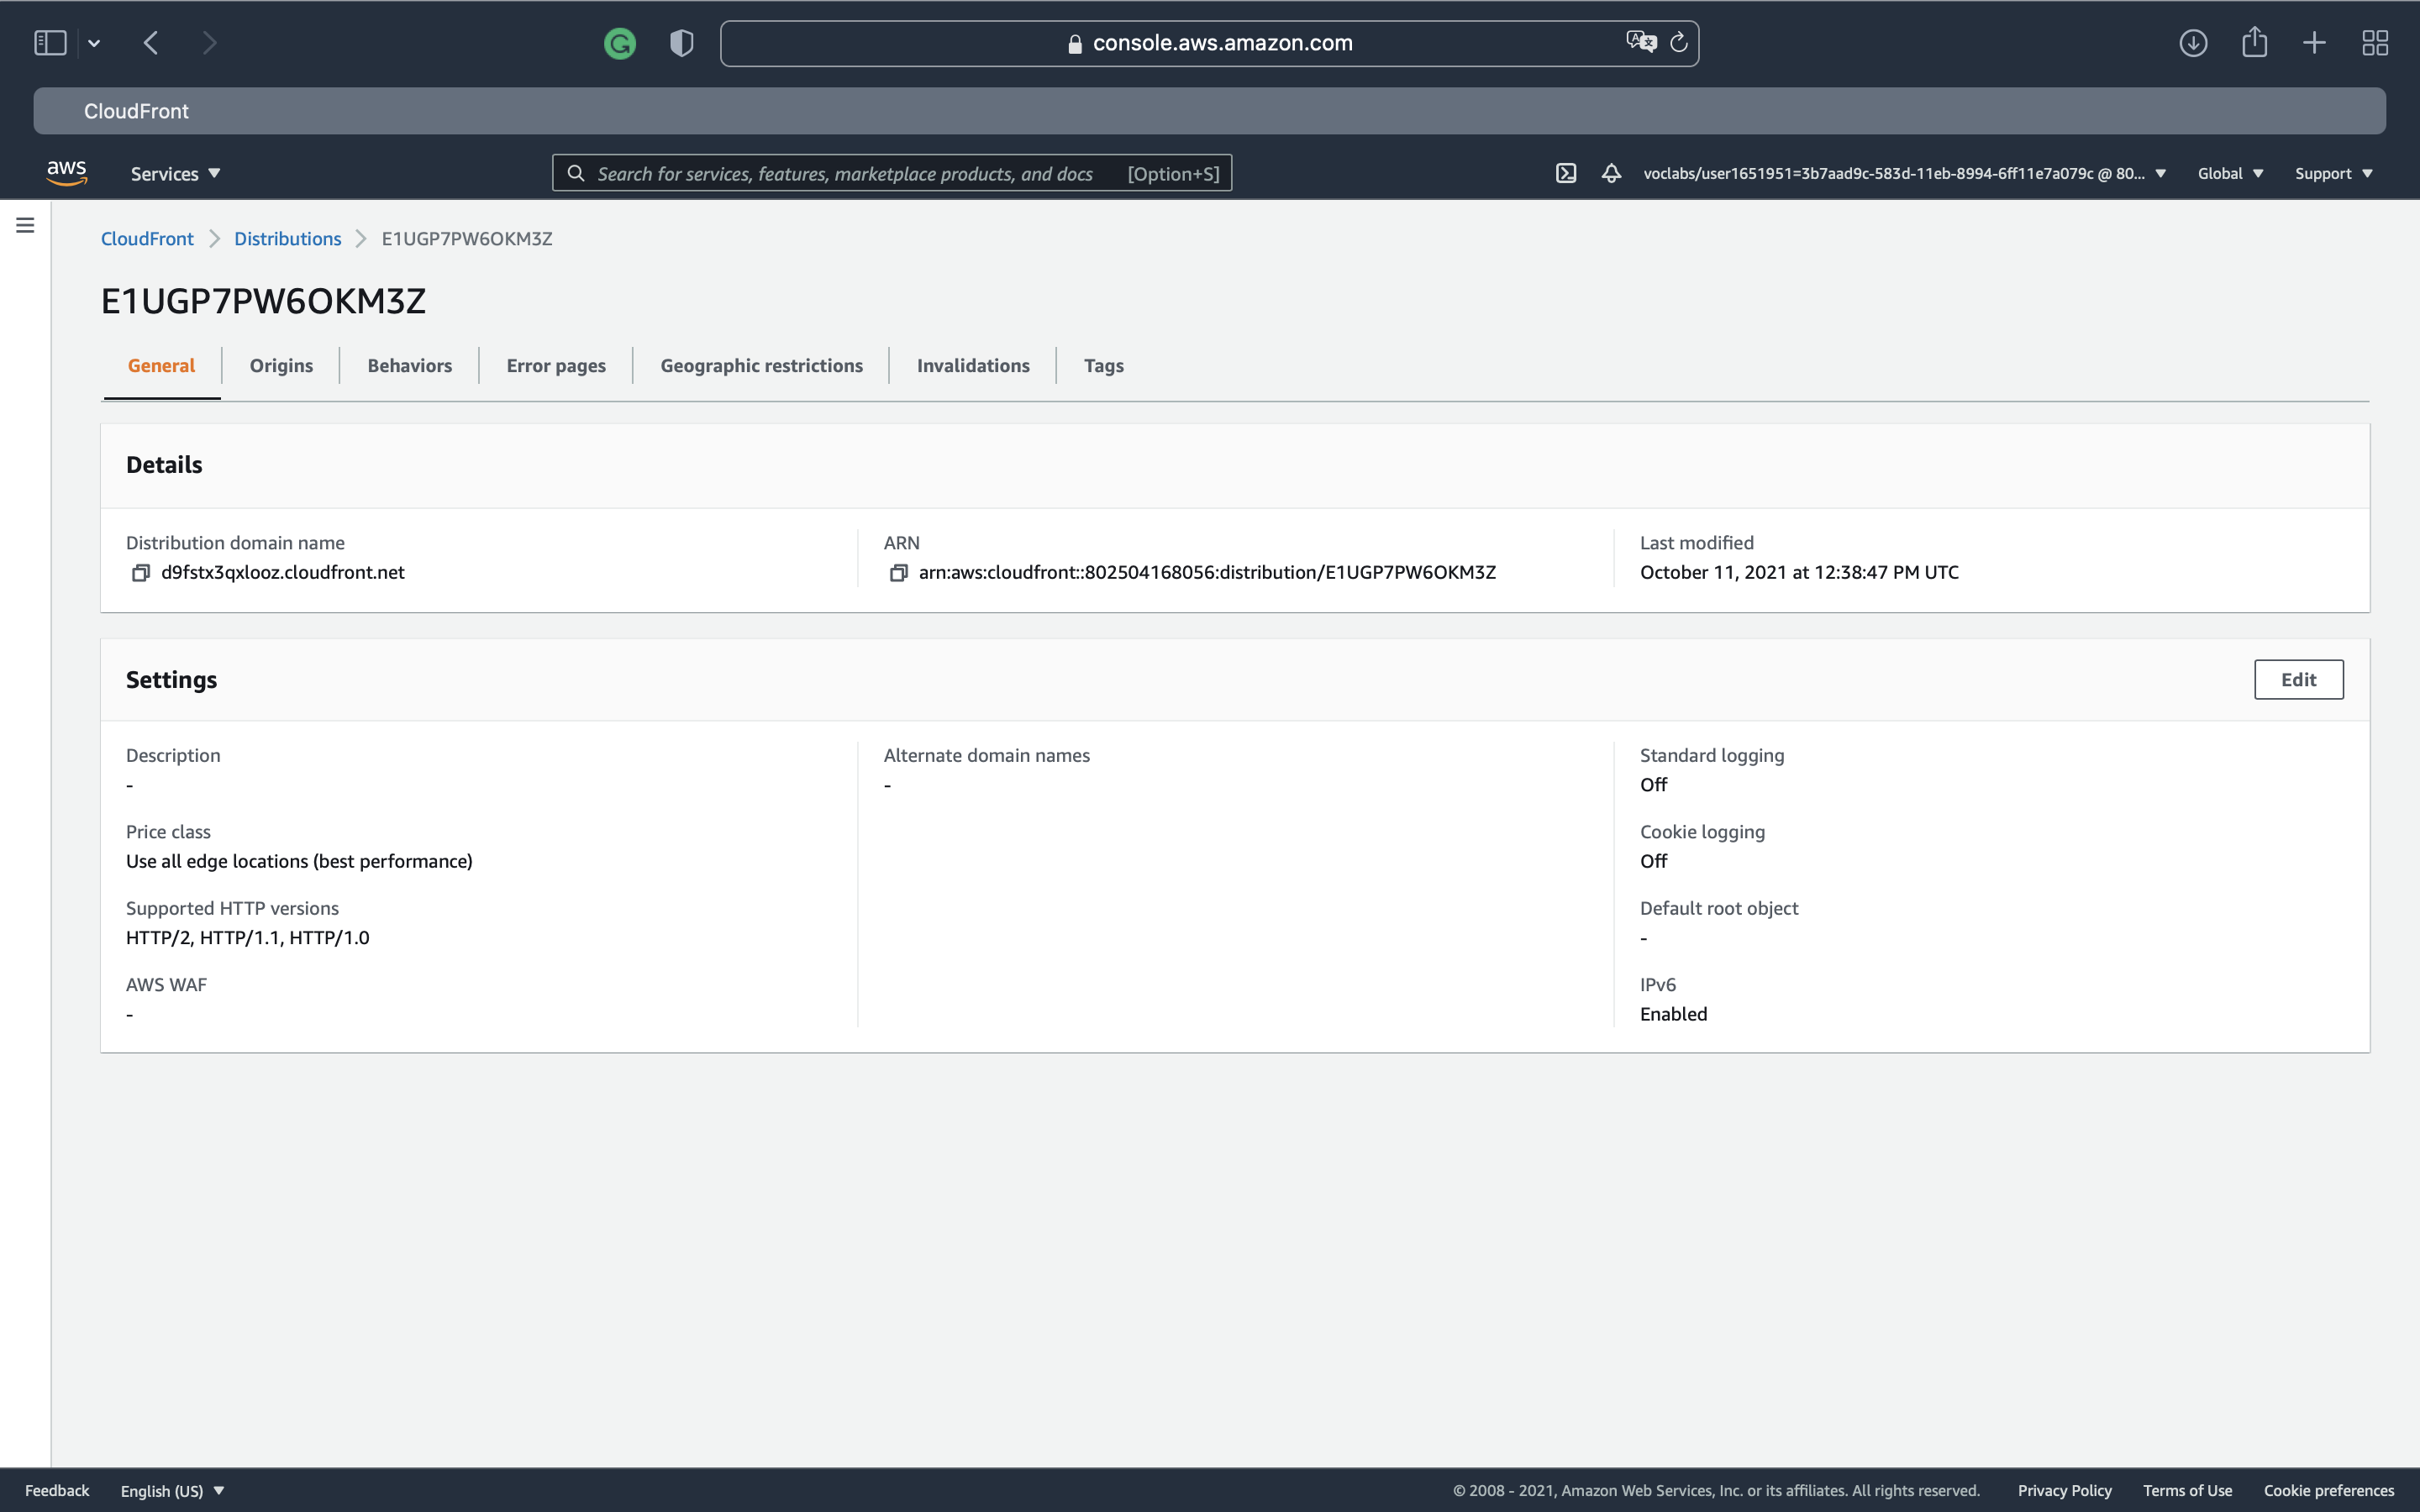 console.aws.amazon.com
CloudFront
aws
Services
Search for services, features, marketplace products, and docs
[Option+S]
voclabs/user1651951=3b7aad9c-583d-11eb-8994-6ff11e7a079c @ 80...
Global
Support
CloudFront
Distributions
E1UGP7PW6OKM3Z
E1UGP7PW6OKM3Z
General
Origins
Behaviors
Error pages
Geographic restrictions
Invalidations
Tags
Details
Distribution domain name
d9fstx3qxlooz.cloudfront.net
ARN
arn:aws:cloudfront::802504168056:distribution/E1UGP7PW6OKM3Z
Last modified
October 11, 2021 at 12:38:47 PM UTC
Settings
Edit
Description
-
Price class
Use all edge locations (best performance)
Supported HTTP versions
HTTP/2, HTTP/1.1, HTTP/1.0
AWS WAF
-
Alternate domain names
-
Standard logging
Off
Cookie logging
Off
Default root object
-
IPv6
Enabled
Feedback
English (US)
© 2008 - 2021, Amazon Web Services, Inc. or its affiliates. All rights reserved.
Privacy Policy
Terms of Use
Cookie preferences